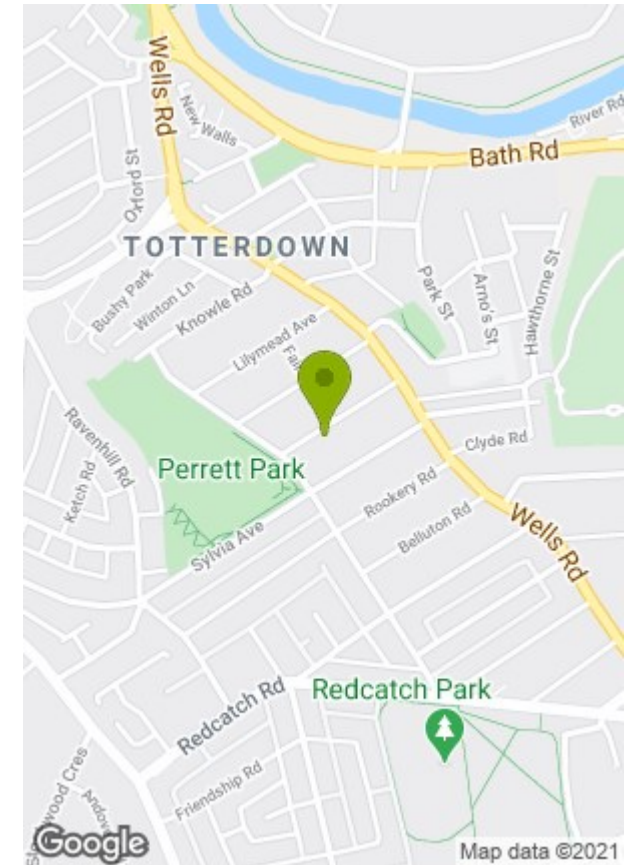 Wells Rd
New Walls
River Rd
Bath Rd
Oxford St
TOTTERDOWN
Bushy Park
Winton Ln
Knowle Rd
Park St
Arno's St
Hawthorne St
Lilymead Ave
Ravenhill Rd
Ketch Rd
Perrett Park
Clyde Rd
Rookery Rd
Belluton Rd
Wells Rd
Sylvia Ave
Redcatch Rd
Redcatch Park
Friendship Rd
Google
Map data ©2021